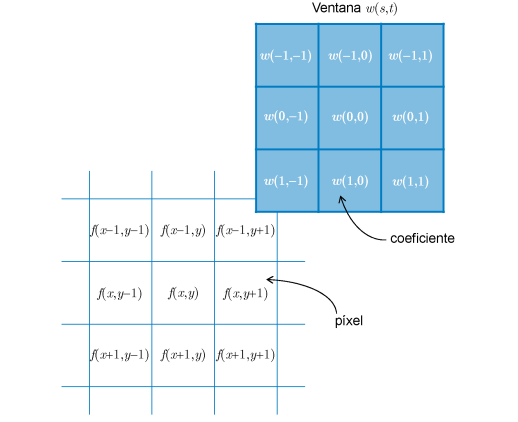 Ventana w(s,t)
w(−1,−1) w(−1,0) w(−1,1)
w(0,−1) w(0,0) w(0,1)
w(1,−1) w(1,0) w(1,1)
coeficiente
f(x−1,y−1) f(x−1,y) f(x−1,y+1)
f(x,y−1) f(x,y) f(x,y+1)
píxel
f(x+1,y−1) f(x+1,y) f(x+1,y+1)